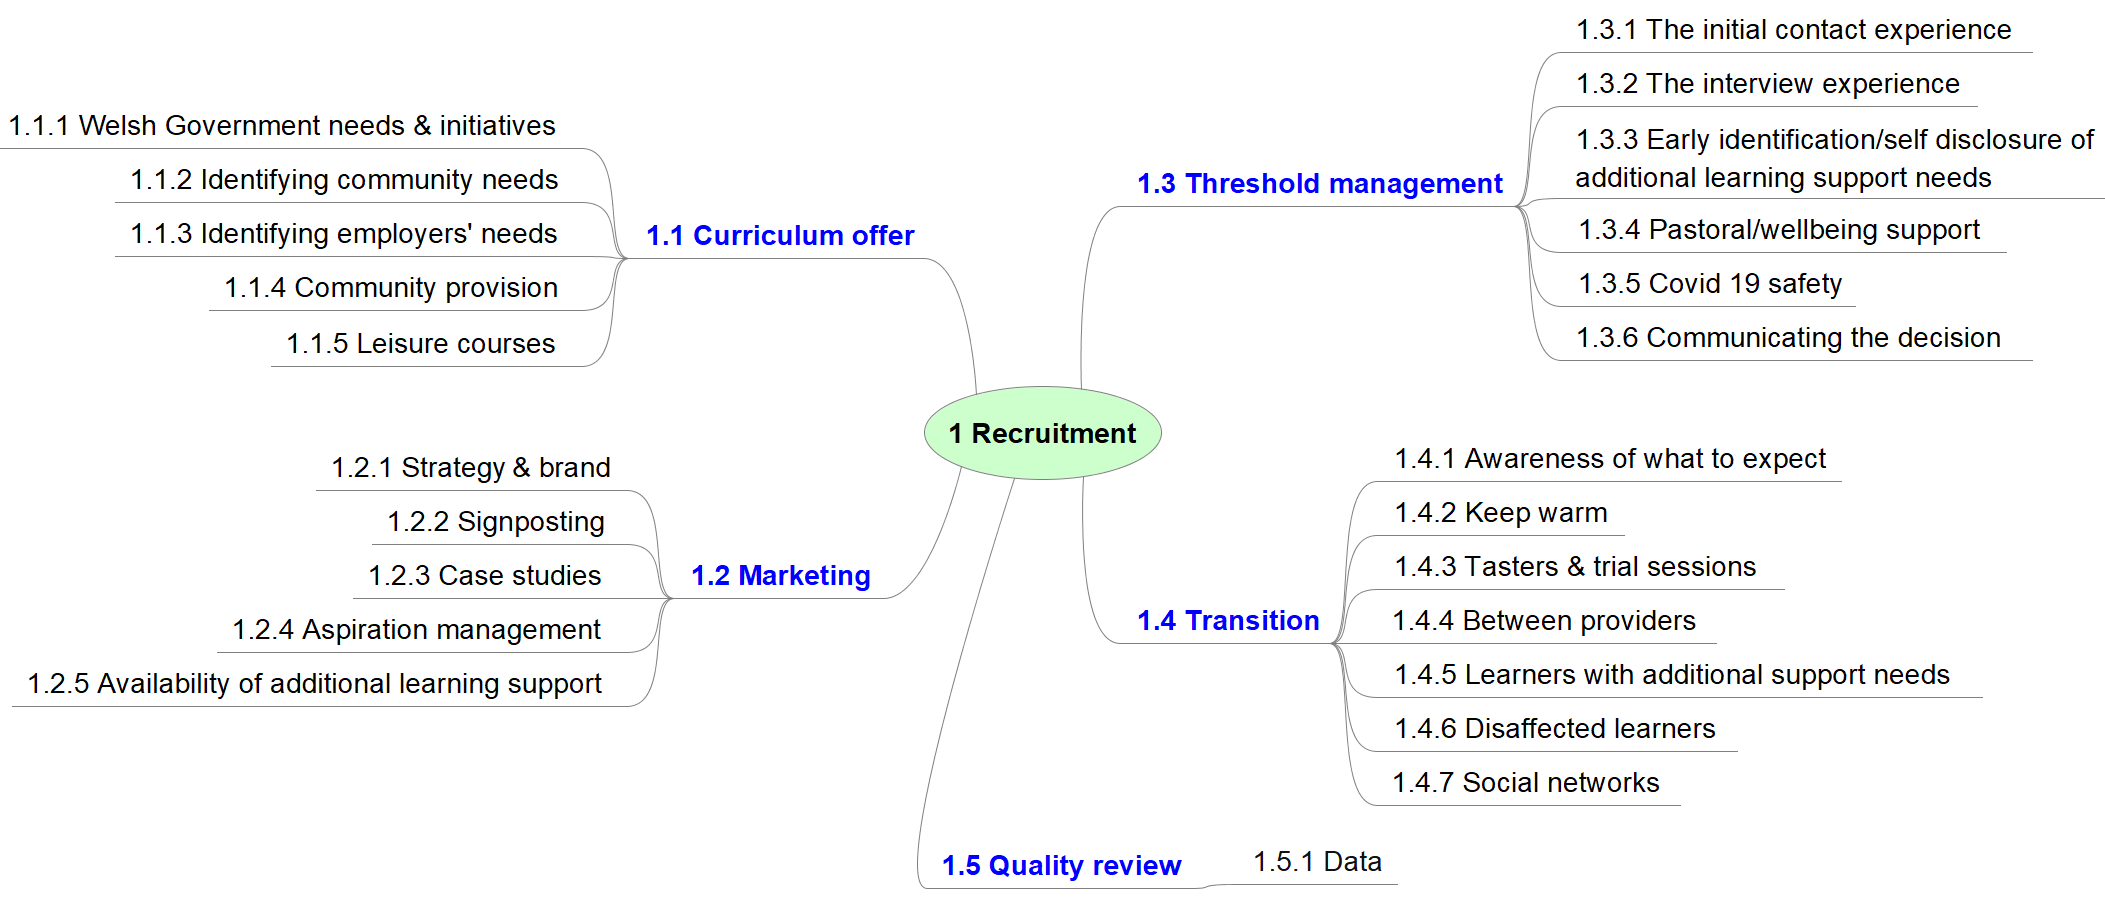 1 Recruitment
1.1 Curriculum offer
1.1.1 Welsh Government needs & initiatives
1.1.2 Identifying community needs
1.1.3 Identifying employers' needs
1.1.4 Community provision
1.1.5 Leisure courses
1.2 Marketing
1.2.1 Strategy & brand
1.2.2 Signposting
1.2.3 Case studies
1.2.4 Aspiration management
1.2.5 Availability of additional learning support
1.3 Threshold management
1.3.1 The initial contact experience
1.3.2 The interview experience
1.3.3 Early identification/self disclosure of
additional learning support needs
1.3.4 Pastoral/wellbeing support
1.3.5 Covid 19 safety
1.3.6 Communicating the decision
1.4 Transition
1.4.1 Awareness of what to expect
1.4.2 Keep warm
1.4.3 Tasters & trial sessions
1.4.4 Between providers
1.4.5 Learners with additional support needs
1.4.6 Disaffected learners
1.4.7 Social networks
1.5 Quality review
1.5.1 Data